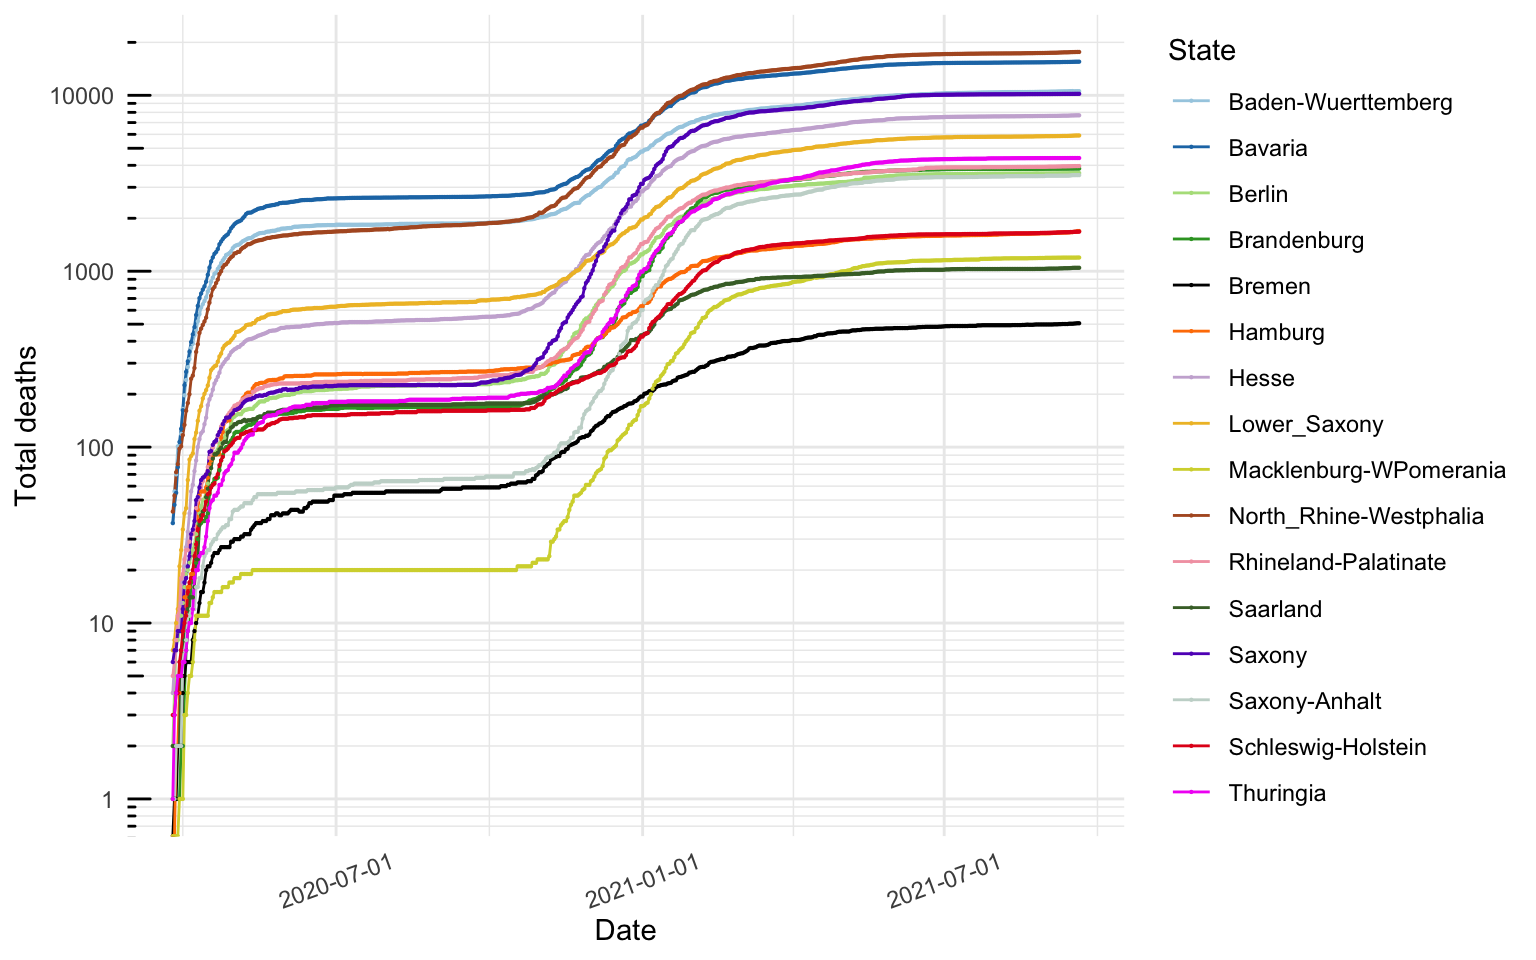 Total deaths
10000
1000
100
10
1
2020-07-01
2021-01-01
2021-07-01
Date
State
Baden-Wuerttemberg
Bavaria
Berlin
Brandenburg
Bremen
Hamburg
Hesse
Lower_Saxony
Macklenburg-WPomerania
North_Rhine-Westphalia
Rhineland-Palatinate
Saarland
Saxony
Saxony-Anhalt
Schleswig-Holstein
Thuringia